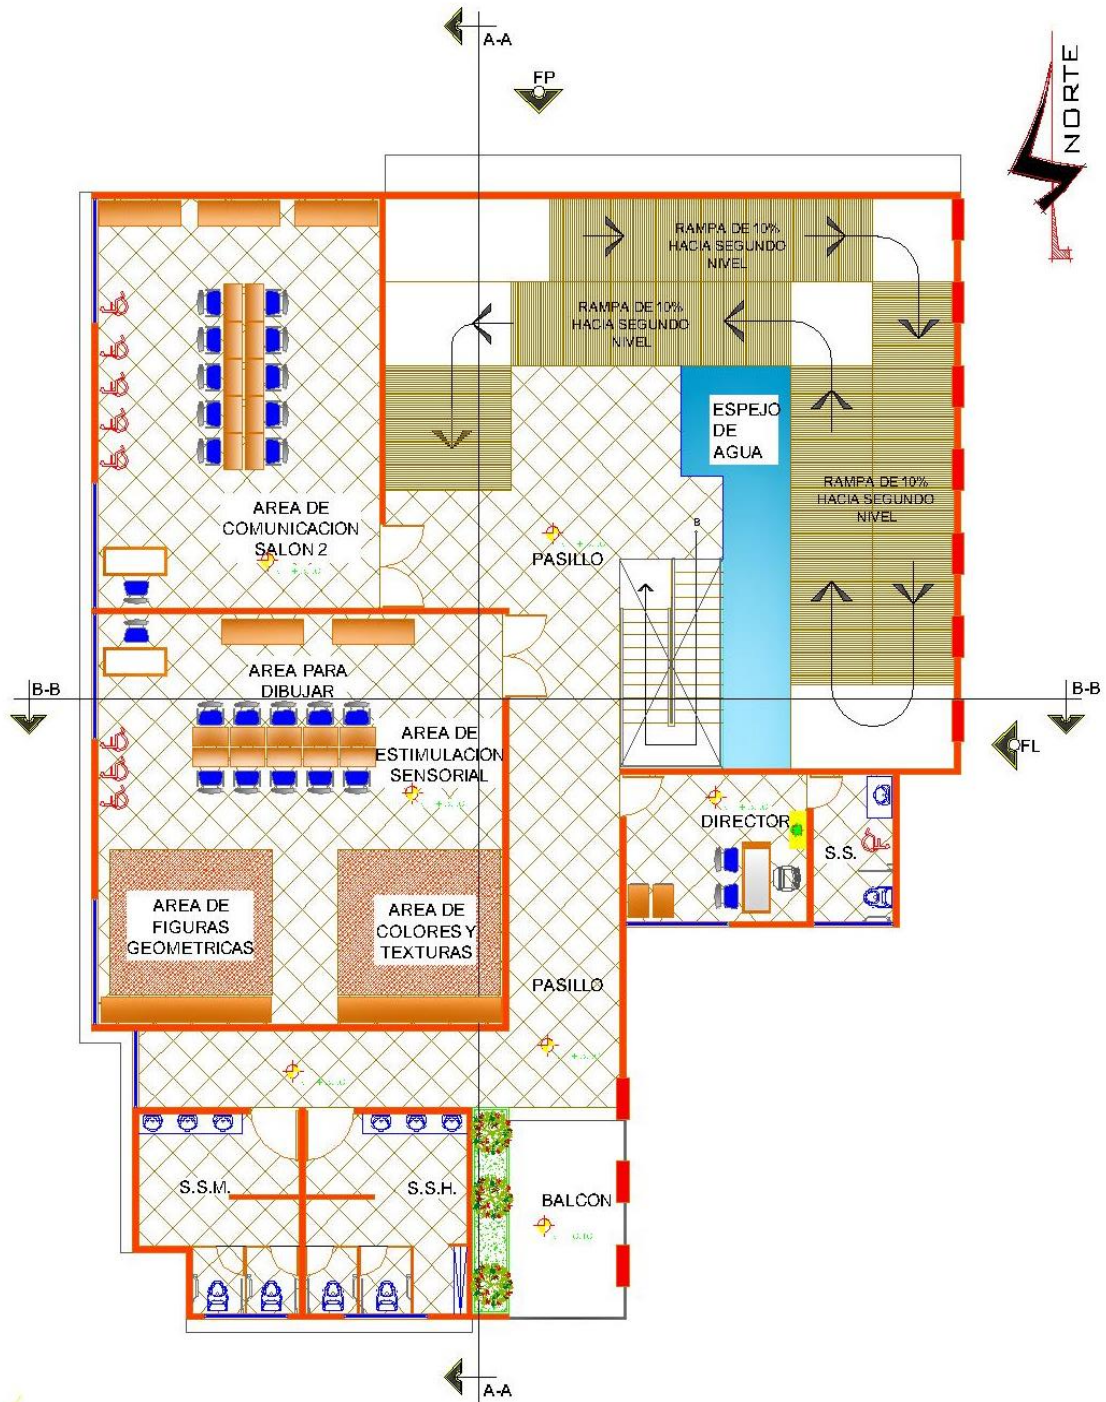 A-A
FP
NORTE
RAMPA DE 10%
HACIA SEGUNDO
NIVEL
RAMPA DE 10%
HACIA SEGUNDO
NIVEL
ESPEJO
DE
AGUA
RAMPA DE 10%
HACIA SEGUNDO
NIVEL
AREA DE
COMUNICACION
SALON 2
B
PASILLO
AREA PARA
DIBUJAR
B-B
B-B
AREA DE
ESTIMULACION
SENSORIAL
FL
DIRECTOR
S.S.
AREA DE
FIGURAS
GEOMETRICAS
AREA DE
COLORES Y
TEXTURAS
PASILLO
S.S.M.
S.S.H.
BALCON
A-A